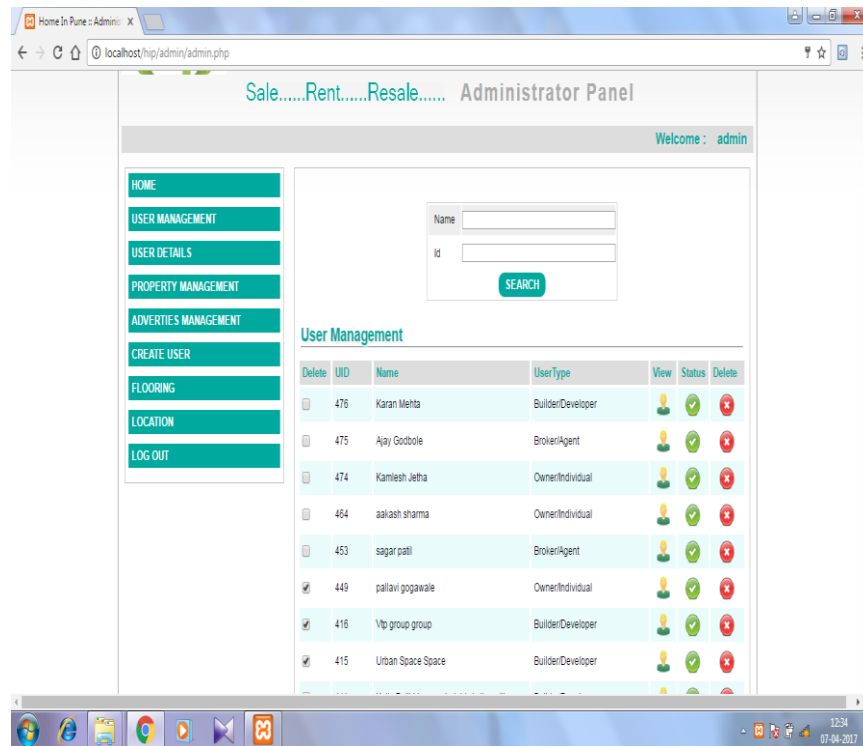 Home In Pune :: Adminis
localhost/hip/admin/admin.php
Sale......Rent......Resale...... Administrator Panel
Welcome : admin
HOME
USER MANAGEMENT
USER DETAILS
PROPERTY MANAGEMENT
ADVERTIES MANAGEMENT
CREATE USER
FLOORING
LOCATION
LOG OUT
Name
Id
SEARCH
User Management
Delete UID Name UserType View Status Delete
476 Karan Mehta Builder/Developer
475 Ajay Godbole Broker/Agent
474 Kamlesh Jetha Owner/Individual
464 aakash sharma Owner/Individual
453 sagar patil Broker/Agent
449 pallavi gogawale Owner/Individual
416 Vtp group group Builder/Developer
415 Urban Space Space Builder/Developer
12:34
07-04-2017